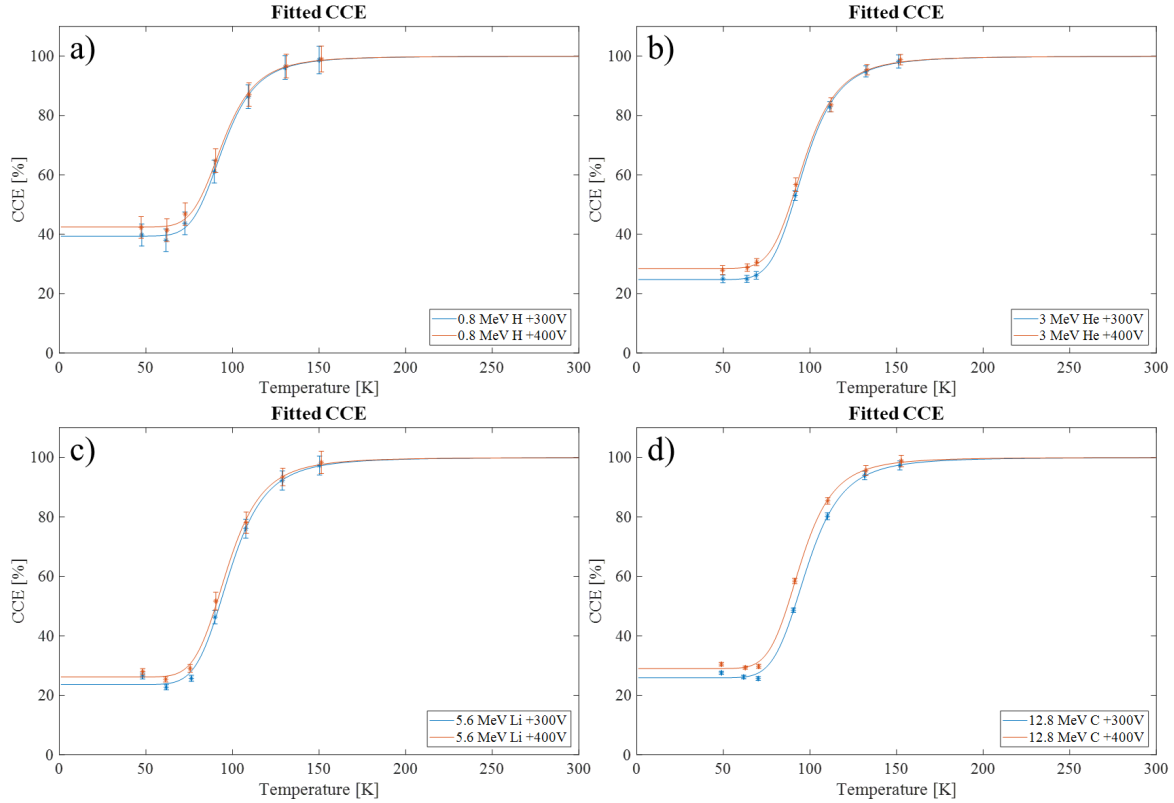 Fitted CCE
a)
100
80
60
40
20
0
CCE [%]
0 50 100 150 200 250 300
Temperature [K]
0.8 MeV H +300V
0.8 MeV H +400V
Fitted CCE
b)
100
80
60
40
20
0
CCE [%]
0 50 100 150 200 250 300
Temperature [K]
3 MeV He +300V
3 MeV He +400V
Fitted CCE
c)
100
80
60
40
20
0
CCE [%]
0 50 100 150 200 250 300
Temperature [K]
5.6 MeV Li +300V
5.6 MeV Li +400V
Fitted CCE
d)
100
80
60
40
20
0
CCE [%]
0 50 100 150 200 250 300
Temperature [K]
12.8 MeV C +300V
12.8 MeV C +400V